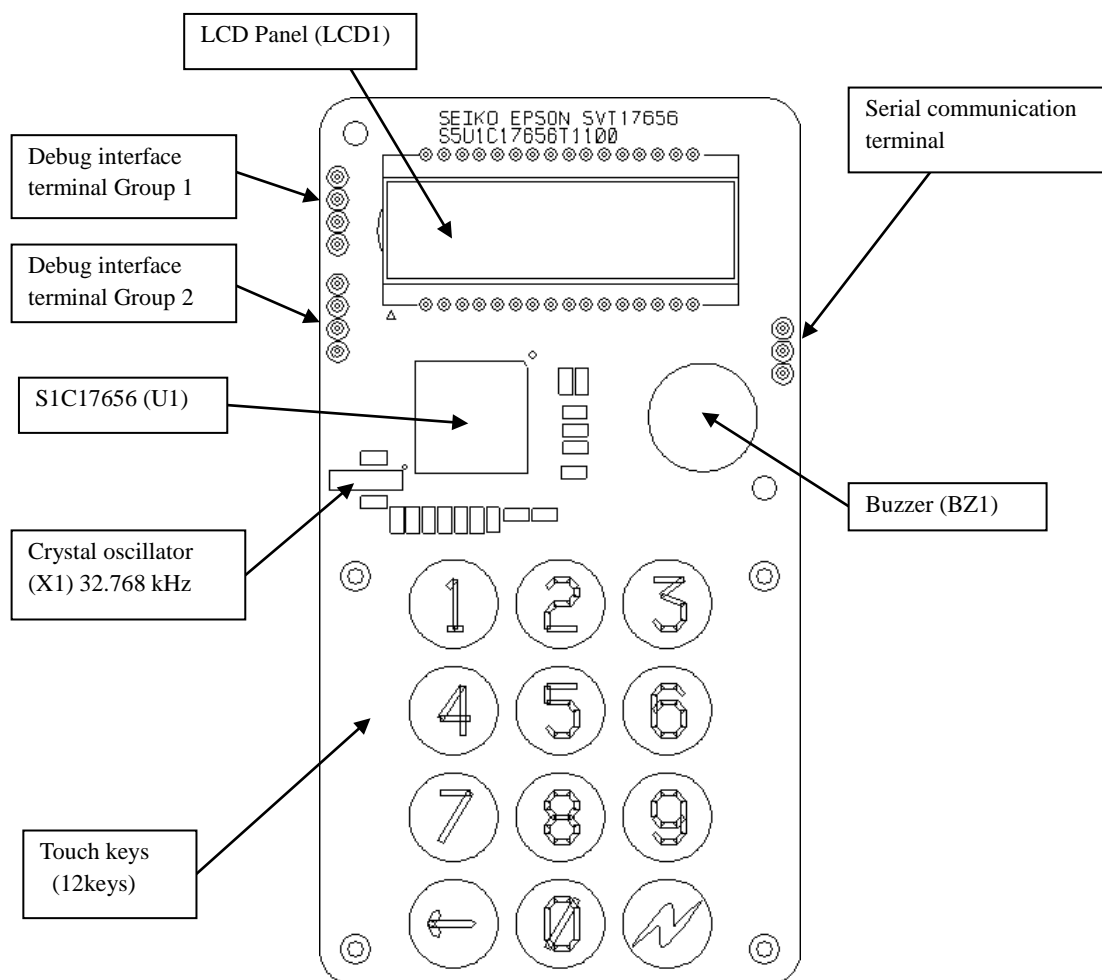 LCD Panel (LCD1)
SEIKO EPSON SVT17656
S5U1C17656T1100
Serial communication
terminal
Debug interface
terminal Group 1
Debug interface
terminal Group 2
S1C17656 (U1)
Buzzer (BZ1)
Crystal oscillator
(X1) 32.768 kHz
1 2 3
4 5 6
7 8 9
Touch keys
(12keys)
0